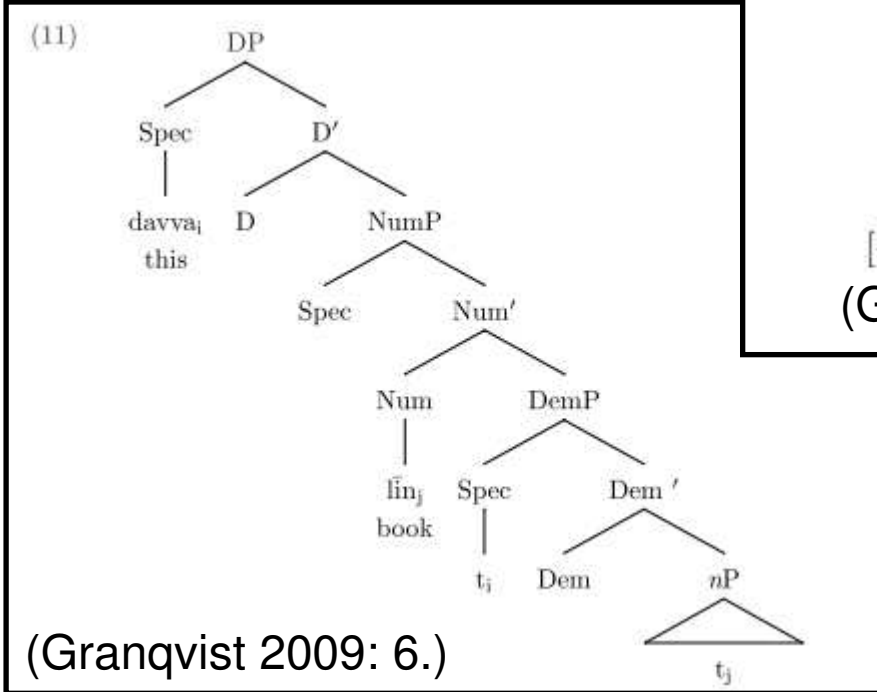 (11)
DP
Spec D′
davvaᵢ D NumP
this
Spec Num′
[
(G
Num DemP
līnⱼ Spec Dem ′
book
tᵢ Dem nP
(Granqvist 2009: 6.)
tⱼ